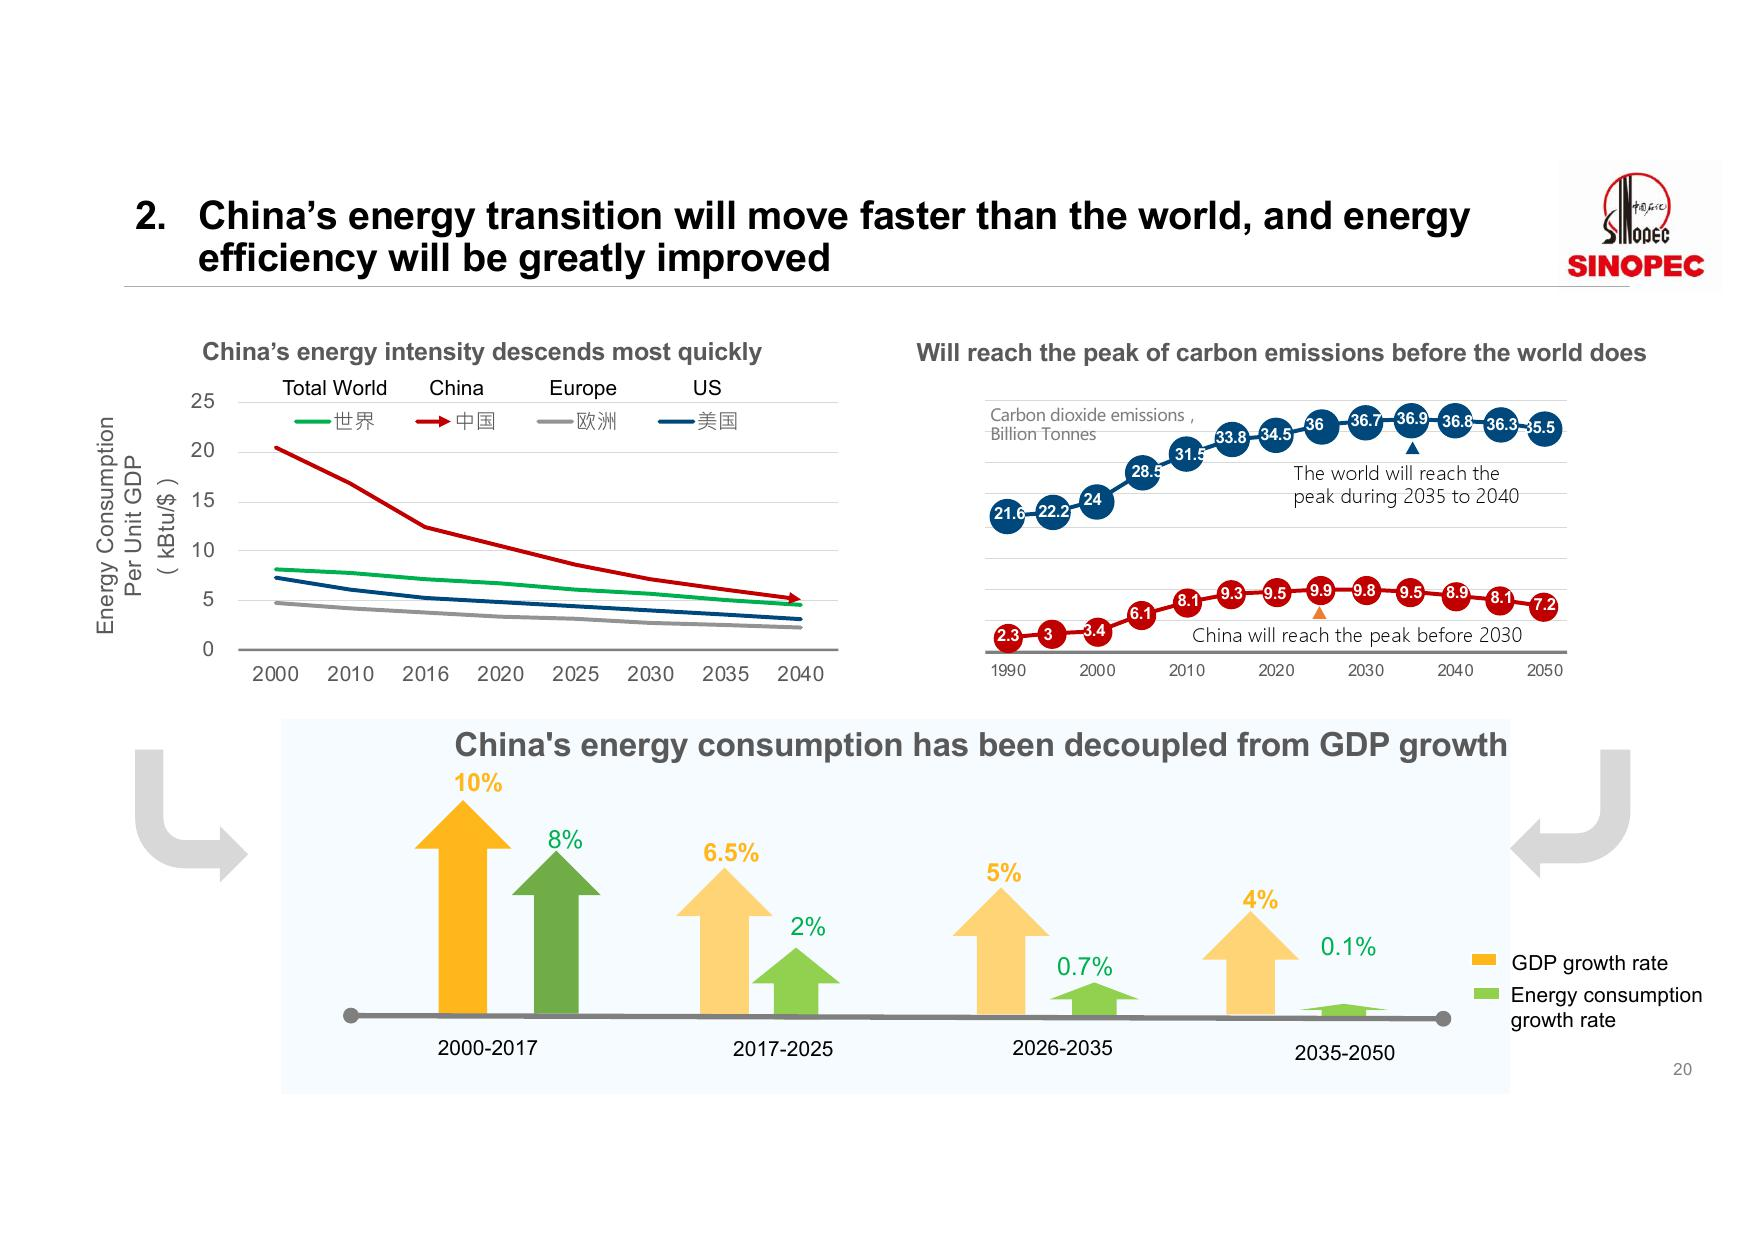 2. China’s energy transition will move faster than the world, and energy
efficiency will be greatly improved
中国石化
SINOPEC
SINOPEC
China’s energy intensity descends most quickly
Total World China Europe US
世界 中国 欧洲 美国
Energy Consumption
Per Unit GDP
( kBtu/$ )
25
20
15
10
5
0
2000 2010 2016 2020 2025 2030 2035 2040
Will reach the peak of carbon emissions before the world does
Carbon dioxide emissions ,
Billion Tonnes
21.6 22.2 24 28.5 31.5 33.8 34.5 36 36.7 36.9 36.8 36.3 35.5
The world will reach the
peak during 2035 to 2040
2.3 3 3.4 6.1 8.1 9.3 9.5 9.9 9.8 9.5 8.9 8.1 7.2
China will reach the peak before 2030
1990 2000 2010 2020 2030 2040 2050
China's energy consumption has been decoupled from GDP growth
10% 8% 6.5% 2% 5% 0.7% 4% 0.1%
2000-2017 2017-2025 2026-2035 2035-2050
GDP growth rate
Energy consumption
growth rate
20